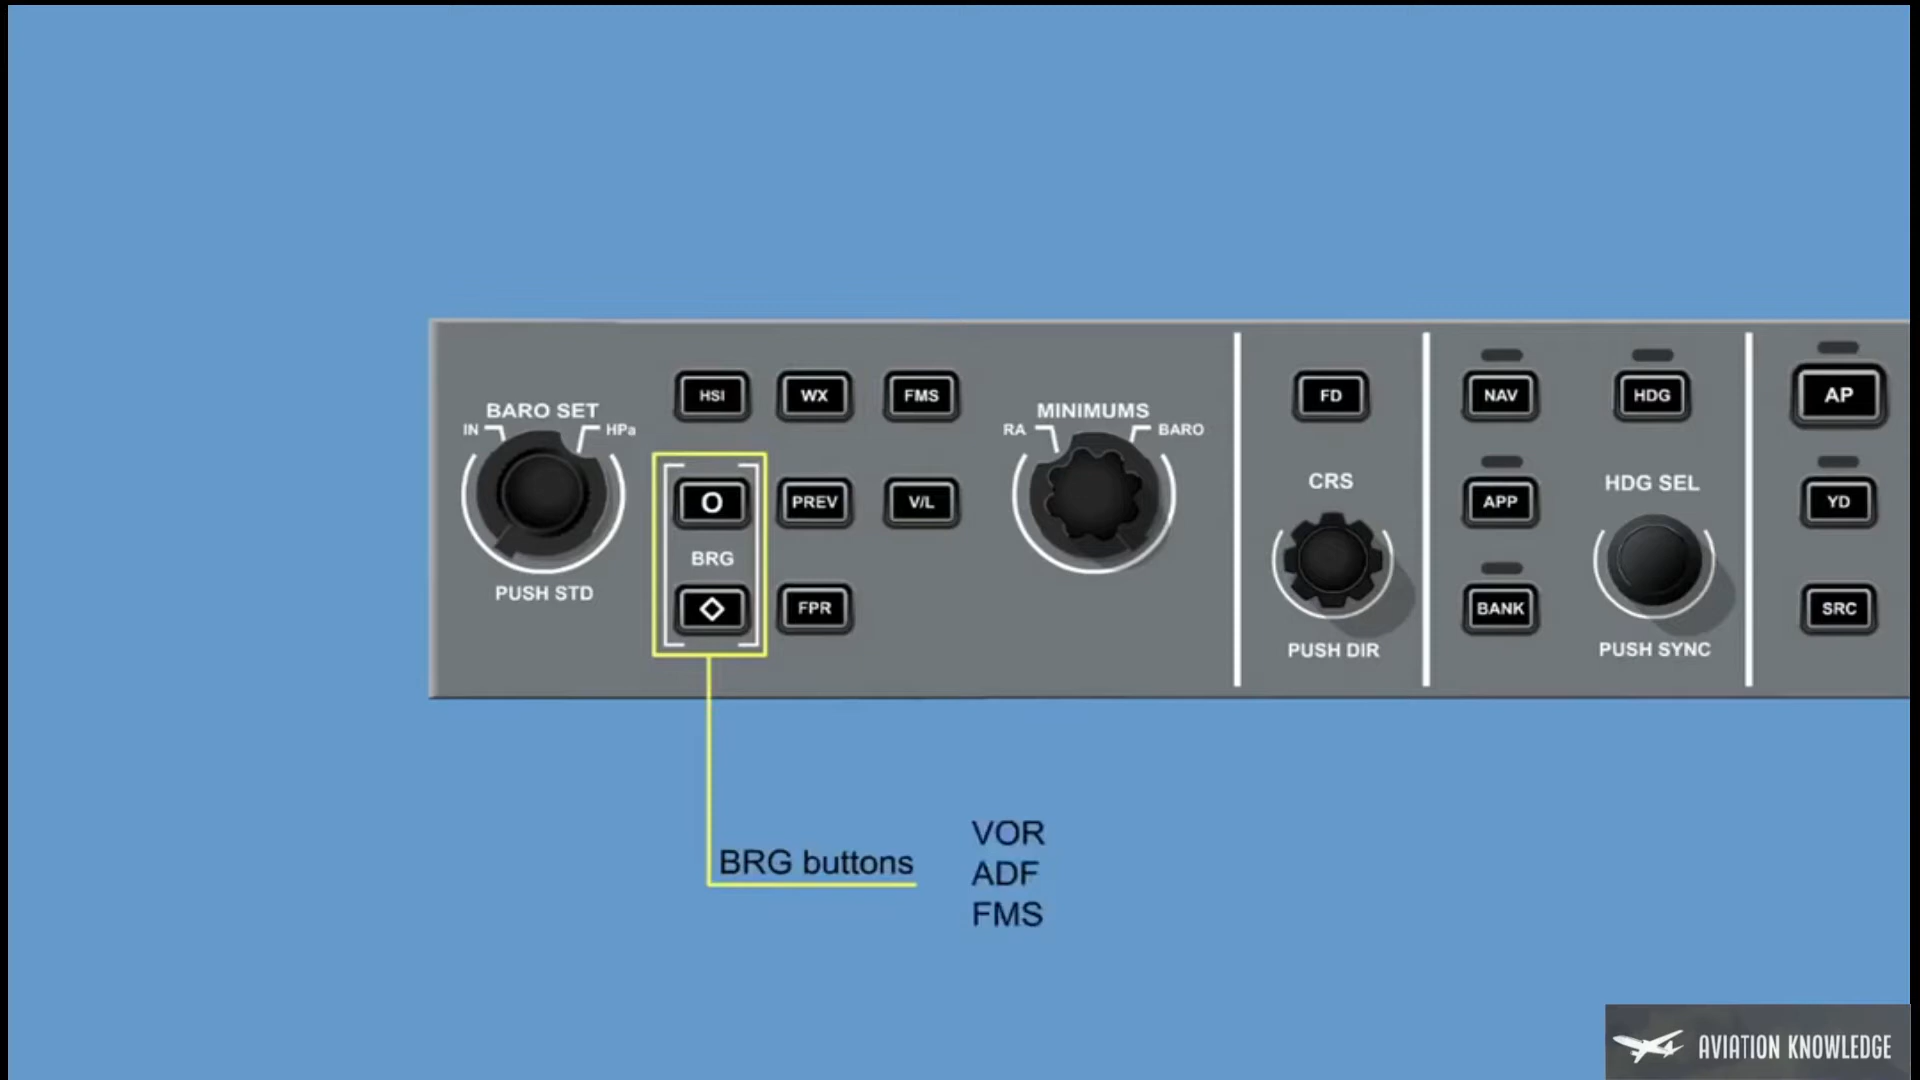 HSI WX FMS
BARO SET
IN HPa
PUSH STD
O PREV V/L
BRG
FPR
MINIMUMS
RA BARO
FD
CRS
PUSH DIR
NAV HDG
APP
HDG SEL
BANK
PUSH SYNC
AP
YD
SRC
BRG buttons
VOR
ADF
FMS
AVIATION KNOWLEDGE